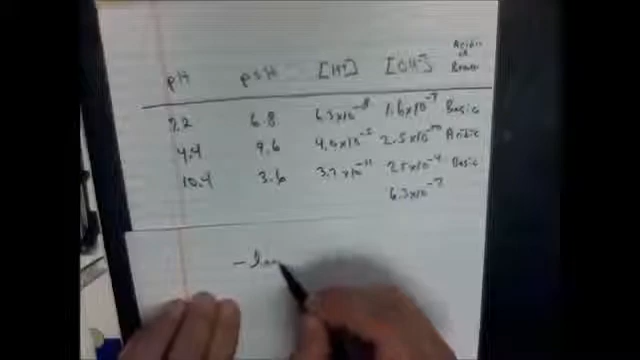 pH pOH [H⁺] [OH⁻] Acidic or Basic
7.2 6.8 6.3x10⁻⁸ 1.6x10⁻⁷ Basic
4.4 9.6 4.0x10⁻⁵ 2.5x10⁻¹⁰ Acidic
10.4 3.6 3.7x10⁻¹¹ 2.5x10⁻⁴ Basic
6.3x10⁻⁷